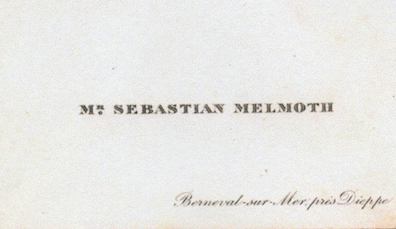 Mr. SEBASTIAN MELMOTH
Berneval-sur-Mer, près Dieppe